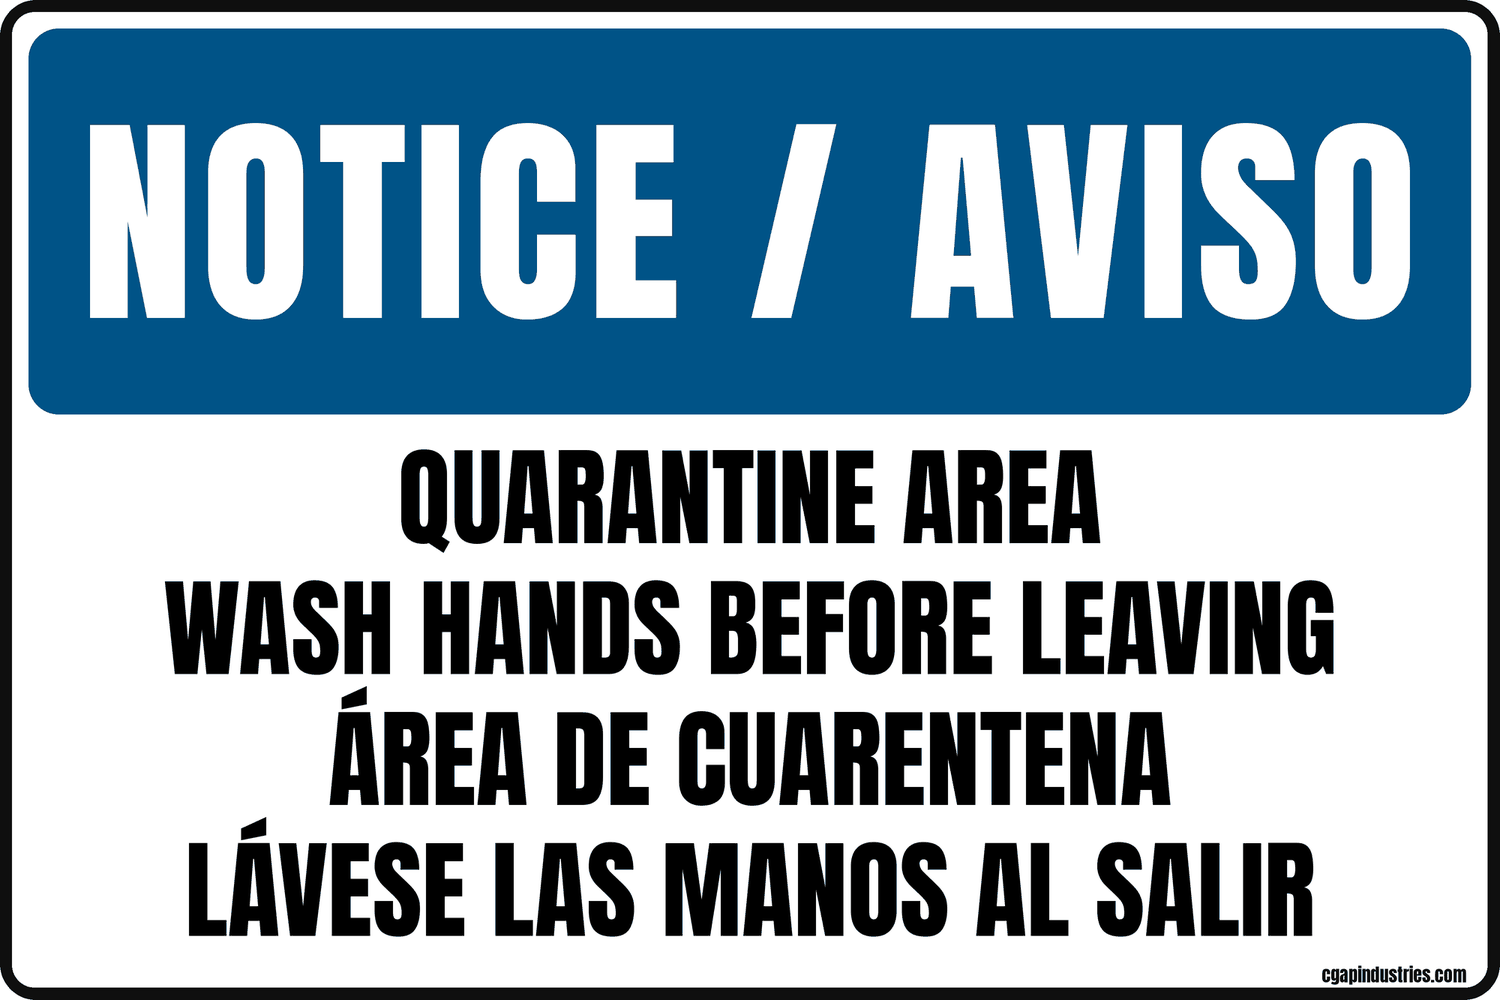 NOTICE / AVISO
QUARANTINE AREA
WASH HANDS BEFORE LEAVING
ÁREA DE CUARENTENA
LÁVESE LAS MANOS AL SALIR
cgapindustries.com